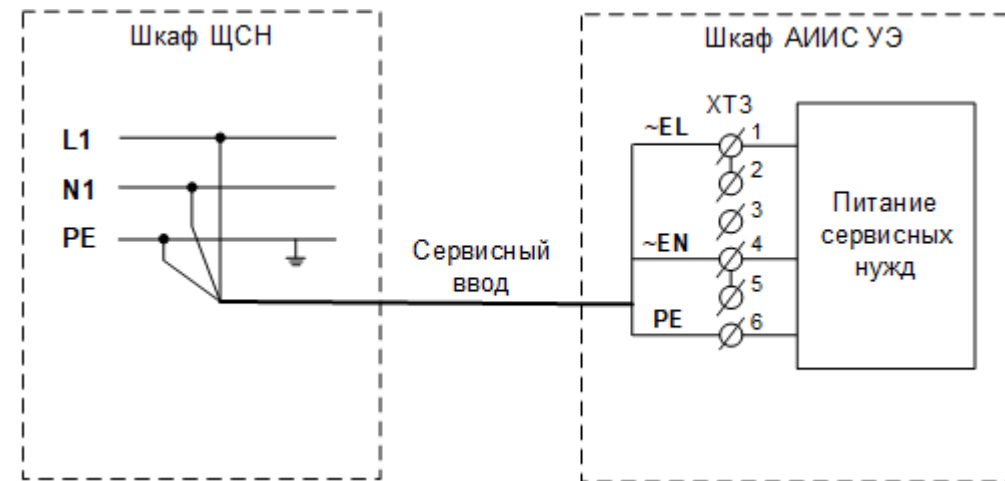 Шкаф ЩСН
L1
N1
PE
Сервисный
ввод
Шкаф АИИС УЭ
XT3
~EL
1
2
3
~EN
4
5
PE
6
Питание
сервисных
нужд